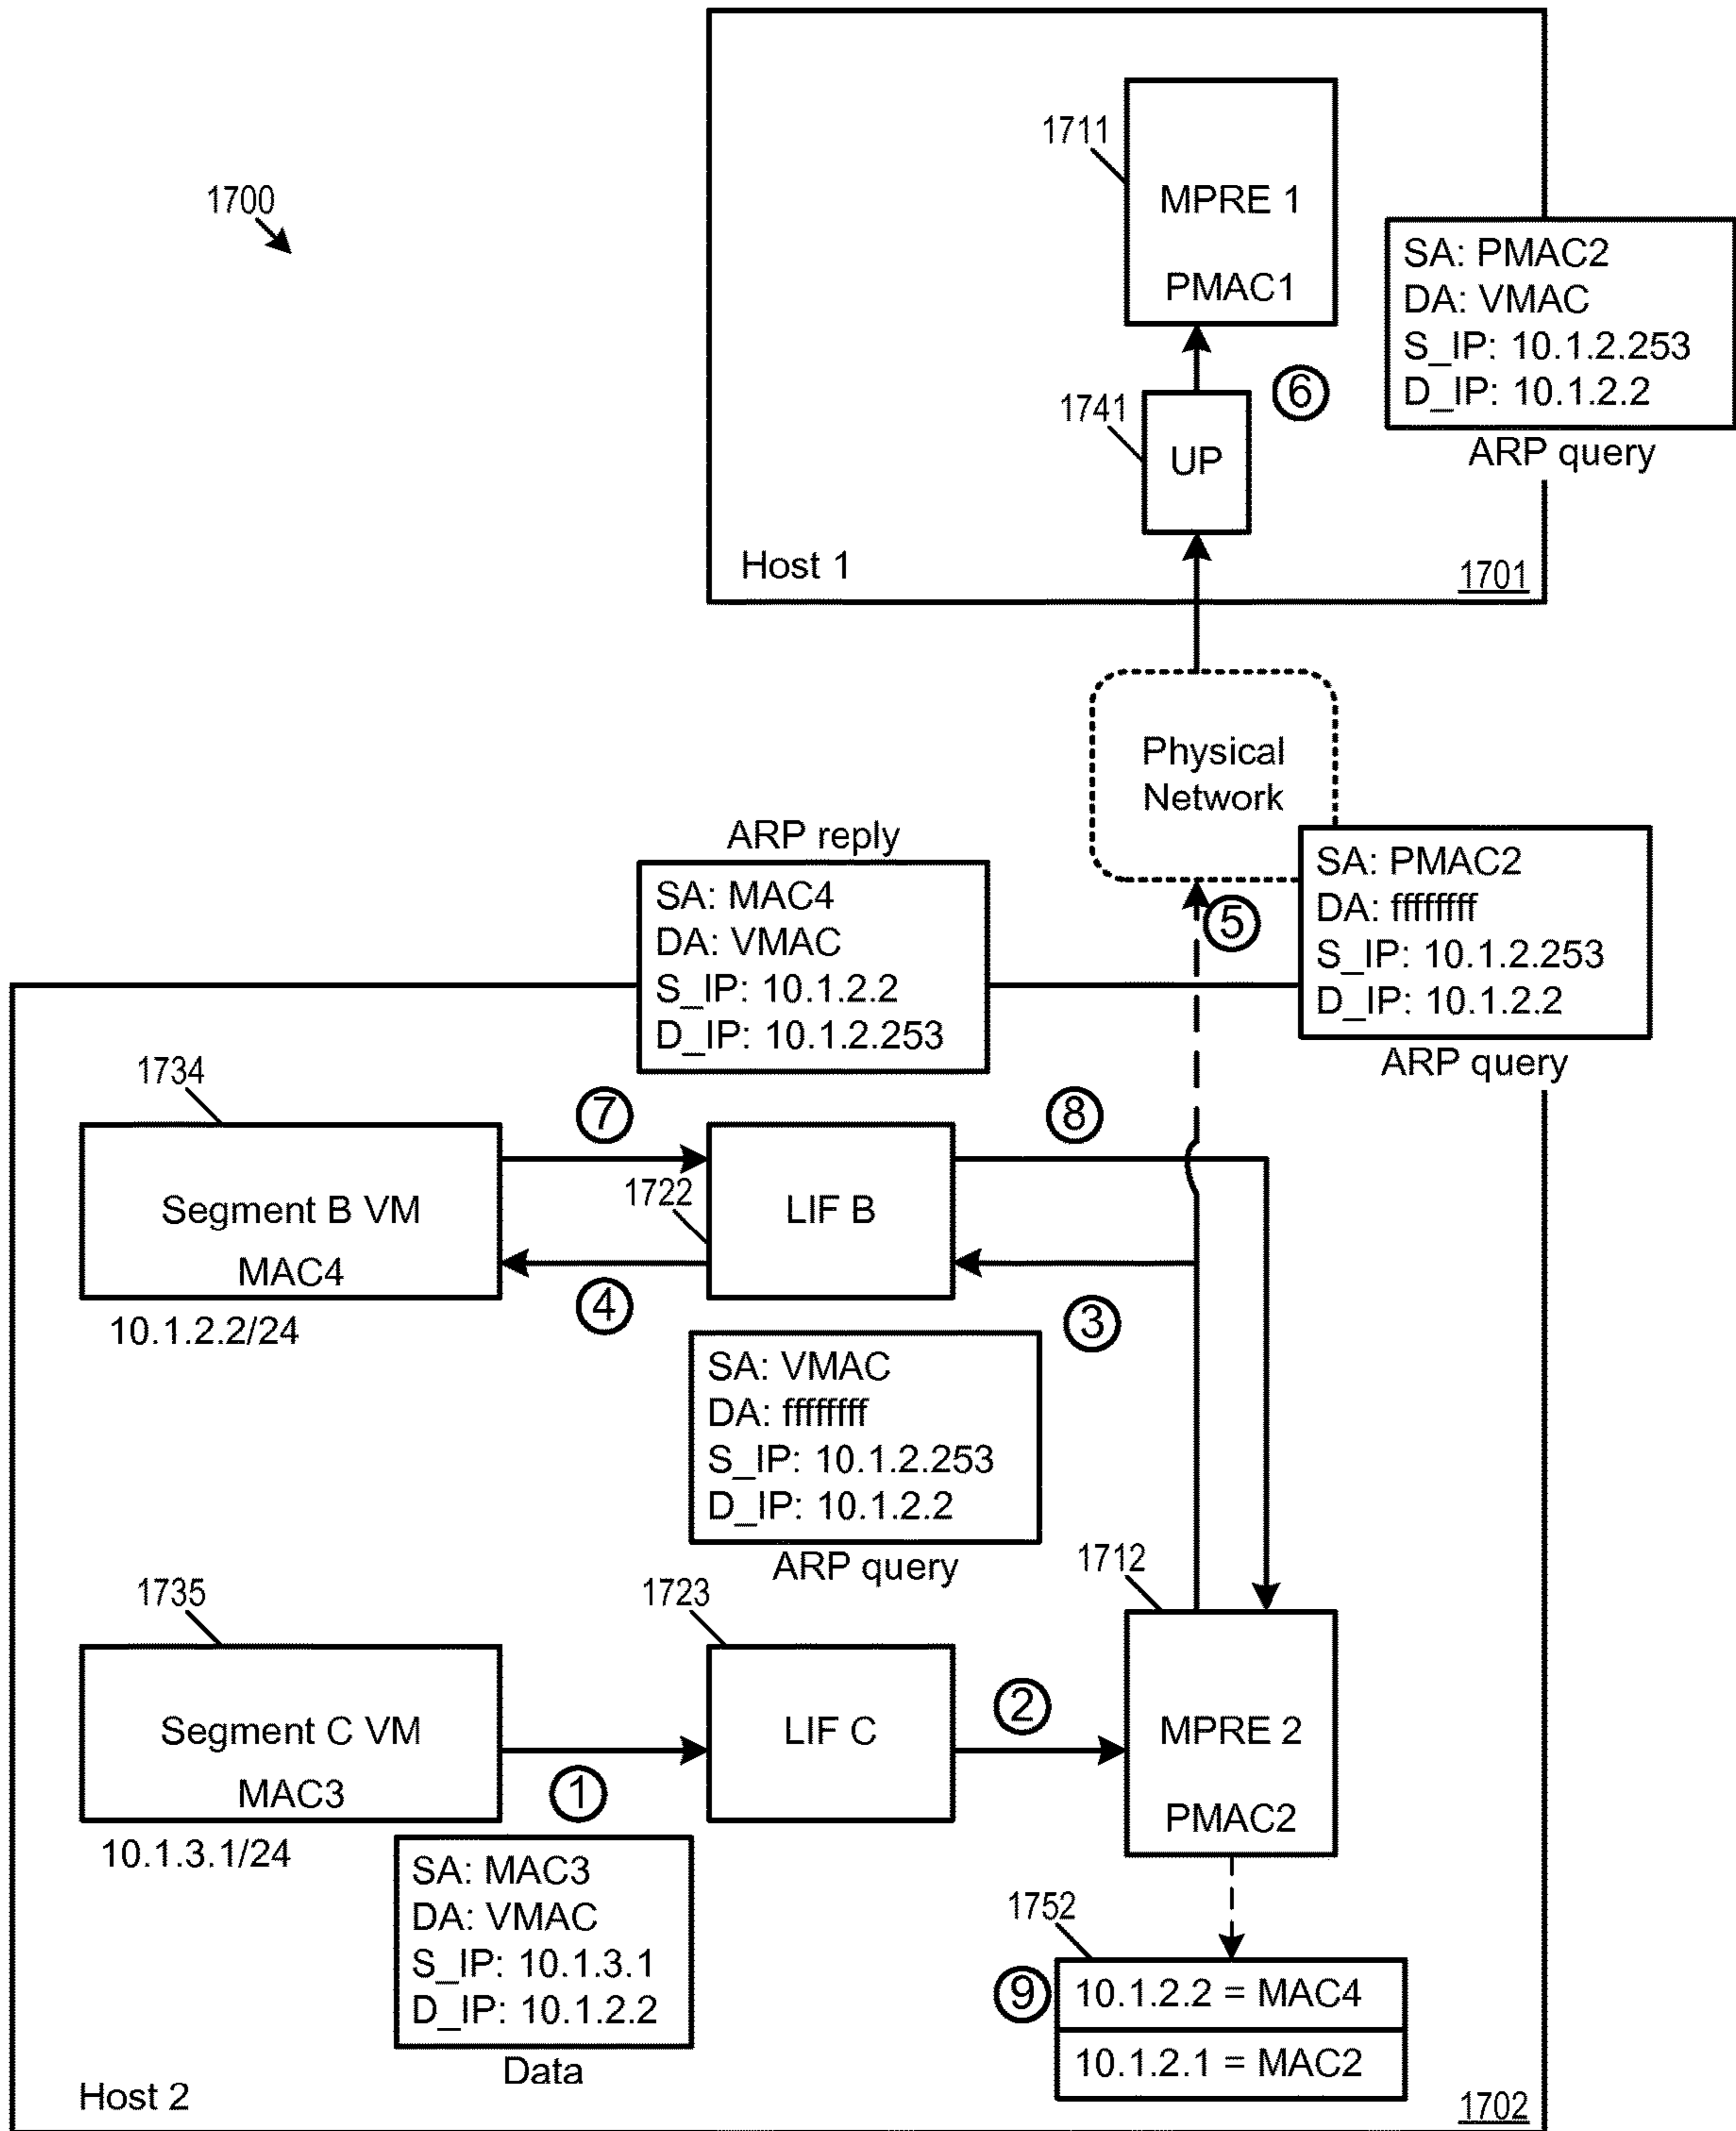 1700
1711
MPRE 1
PMAC1
SA: PMAC2
DA: VMAC
S_IP: 10.1.2.253
D_IP: 10.1.2.2
ARP query
6
1741
UP
Host 1
1701
Physical
Network
ARP reply
SA: MAC4
DA: VMAC
S_IP: 10.1.2.2
D_IP: 10.1.2.253
5
SA: PMAC2
DA: ffffffff
S_IP: 10.1.2.253
D_IP: 10.1.2.2
ARP query
1734
7
8
Segment B VM
MAC4
10.1.2.2/24
1722
LIF B
4
3
SA: VMAC
DA: ffffffff
S_IP: 10.1.2.253
D_IP: 10.1.2.2
ARP query
1712
1735
1723
Segment C VM
MAC3
10.1.3.1/24
1
LIF C
2
MPRE 2
PMAC2
SA: MAC3
DA: VMAC
S_IP: 10.1.3.1
D_IP: 10.1.2.2
Data
1752
9
10.1.2.2 = MAC4
10.1.2.1 = MAC2
Host 2
1702